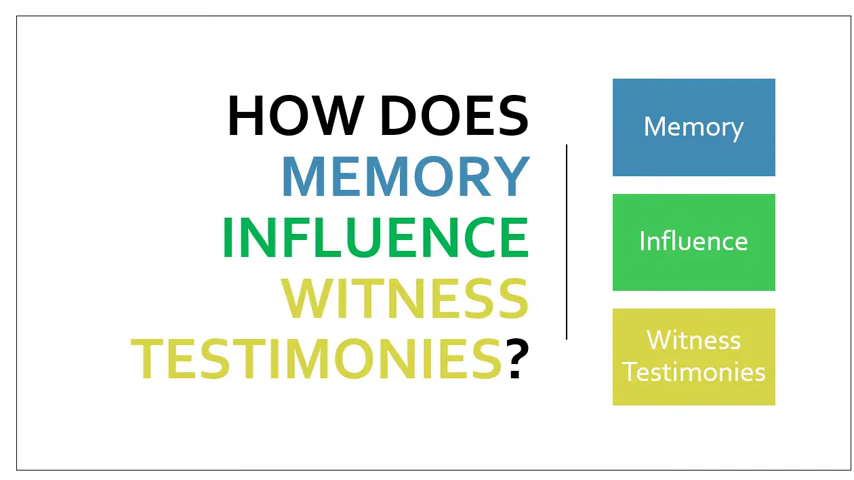 HOW DOES
MEMORY
INFLUENCE
WITNESS
TESTIMONIES?
Memory
Influence
Witness
Testimonies